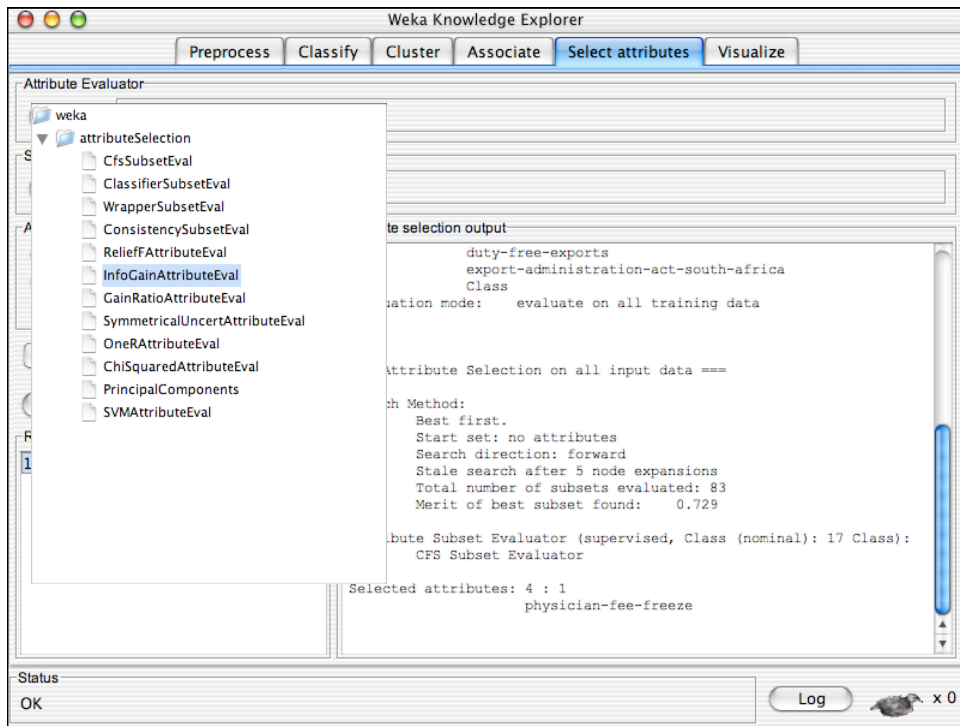 Weka Knowledge Explorer
Preprocess Classify Cluster Associate Select attributes Visualize
Attribute Evaluator
weka
attributeSelection
CfsSubsetEval
ClassifierSubsetEval
WrapperSubsetEval
ConsistencySubsetEval
ReliefFAttributeEval
InfoGainAttributeEval
GainRatioAttributeEval
SymmetricalUncertAttributeEval
OneRAttributeEval
ChiSquaredAttributeEval
PrincipalComponents
SVMAttributeEval
S
A
R
1
te selection output
duty-free-exports
export-administration-act-south-africa
Class
uation mode: evaluate on all training data
Attribute Selection on all input data ===
ch Method:
Best first.
Start set: no attributes
Search direction: forward
Stale search after 5 node expansions
Total number of subsets evaluated: 83
Merit of best subset found: 0.729
ibute Subset Evaluator (supervised, Class (nominal): 17 Class):
CFS Subset Evaluator
Selected attributes: 4 : 1
physician-fee-freeze
Status
OK
Log
x 0